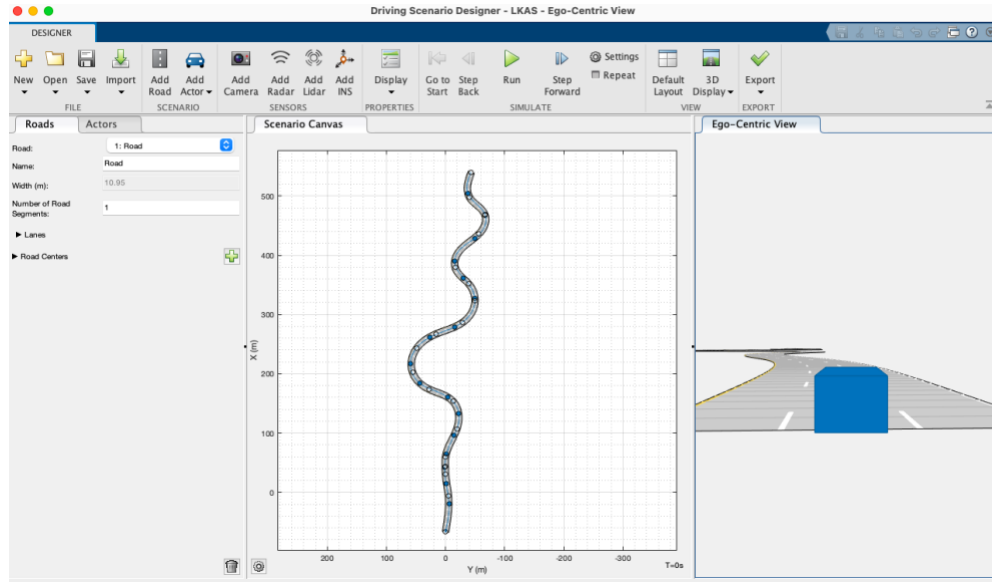 Driving Scenario Designer - LKAS - Ego-Centric View
DESIGNER
New Open Save Import Add Road Add Actor Add Camera Add Radar Add Lidar Add INS Display Go to Start Step Back Run Step Forward Settings Repeat Default Layout 3D Display Export
FILE SCENARIO SENSORS PROPERTIES SIMULATE VIEW EXPORT
Roads Actors Scenario Canvas Ego-Centric View
Road: 1: Road
Name: Road
Width (m): 10.95
Number of Road Segments: 1
Lanes
Road Centers
500
400
300
200
100
0
X (m)
200 100 0 -100 -200 -300
Y (m)
T=0s